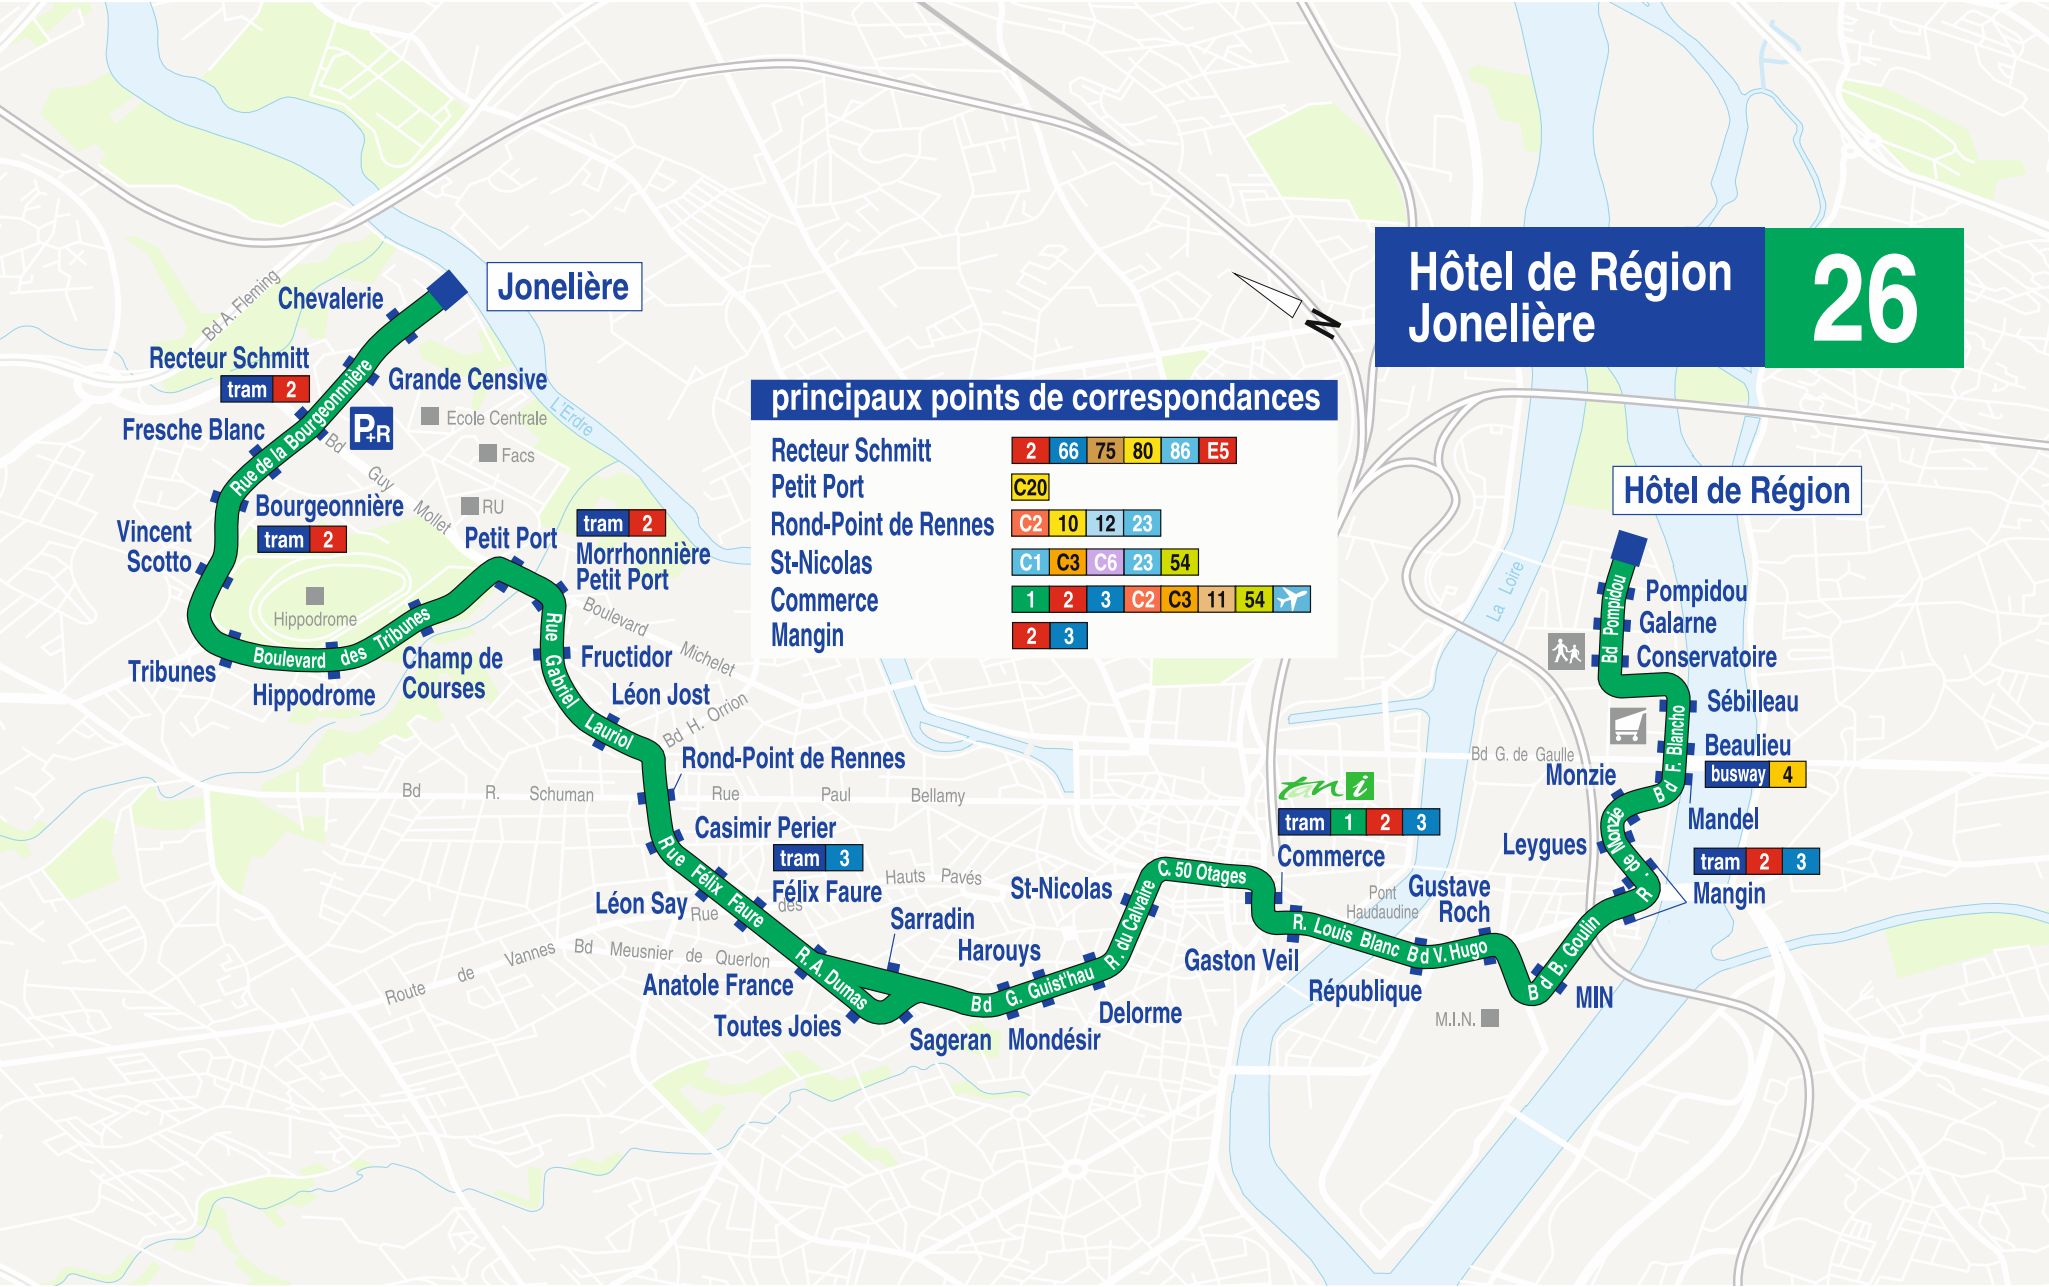 Hôtel de Région
Jonelière
26
Jonelière
Chevalerie
Bd A. Fleming
Recteur Schmitt
tram 2
Grande Censive
Rue de la Bourgeonnière
P+R
Ecole Centrale
L'Erdre
Fresche Blanc
Bd Guy Mollet
Facs
RU
Bourgeonnière
tram 2
Vincent
Scotto
Petit Port
tram 2
Morrhonnière
Petit Port
Hippodrome
Boulevard des Tribunes
Tribunes
Hippodrome
Champ de
Courses
Boulevard Michelet
Rue Gabriel Lauriol
Fructidor
Léon Jost
Bd H. Orrion
Rond-Point de Rennes
Bd R. Schuman
Rue Paul Bellamy
Casimir Perier
tram 3
Félix Faure
Rue Félix Faure
Léon Say
Rue des Hauts Pavés
Route de Vannes
Bd Meusnier de Querlon
Sarradin
R. A. Dumas
Anatole France
Toutes Joies
Sageran
Harouys
Bd G. Guist'hau
Mondésir
Delorme
St-Nicolas
R. du Calvaire
C. 50 Otages
tan i
tram 1 2 3
Commerce
Gaston Veil
R. Louis Blanc
Pont
Haudaudine
République
Bd V. Hugo
Gustave
Roch
M.I.N.
MIN
Bd B. Goulin
tram 2 3
Mangin
R. de Monzie
Leygues
Monzie
Mandel
Bd G. de Gaulle
Beaulieu
busway 4
Bd F. Blancho
Sébilleau
Conservatoire
Galarne
Pompidou
Bd Pompidou
Hôtel de Région
La Loire
N
principaux points de correspondances
Recteur Schmitt 2 66 75 80 86 E5
Petit Port C20
Rond-Point de Rennes C2 10 12 23
St-Nicolas C1 C3 C6 23 54
Commerce 1 2 3 C2 C3 11 54
Mangin 2 3